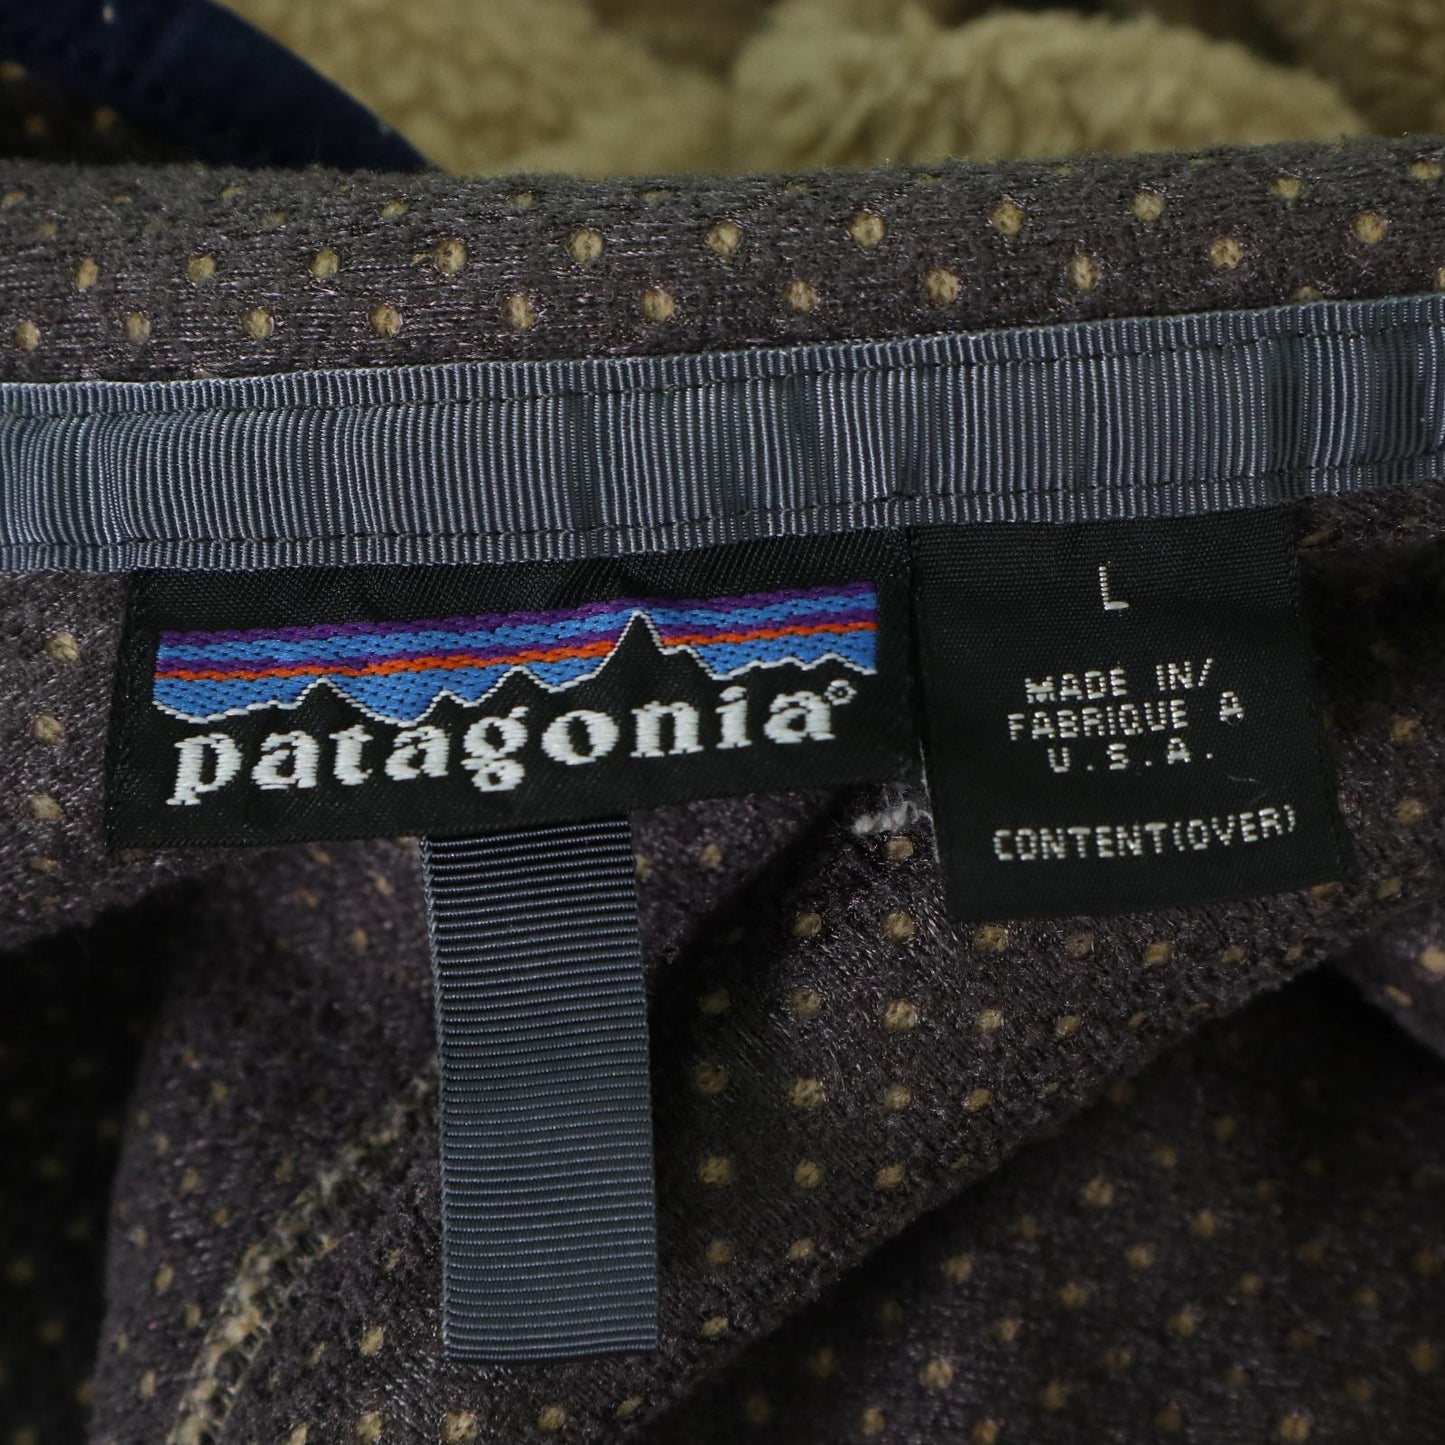 patagonia®
L
MADE IN/
FABRIQUE A
U.S.A.
CONTENT(OVER)